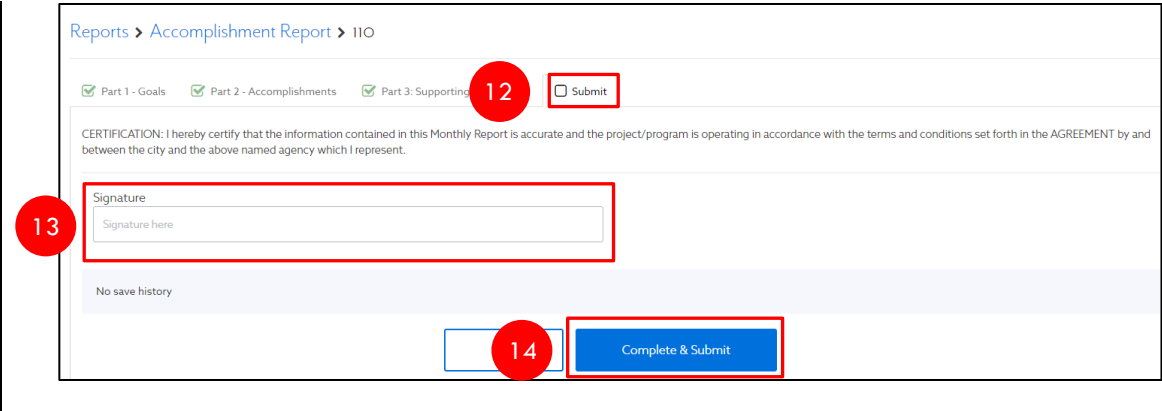 Reports > Accomplishment Report > 110
Part 1 - Goals Part 2 - Accomplishments Part 3: Supporting 12 Submit
CERTIFICATION: I hereby certify that the information contained in this Monthly Report is accurate and the project/program is operating in accordance with the terms and conditions set forth in the AGREEMENT by and
between the city and the above named agency which I represent.
Signature
13 Signature here
No save history
14 Complete & Submit